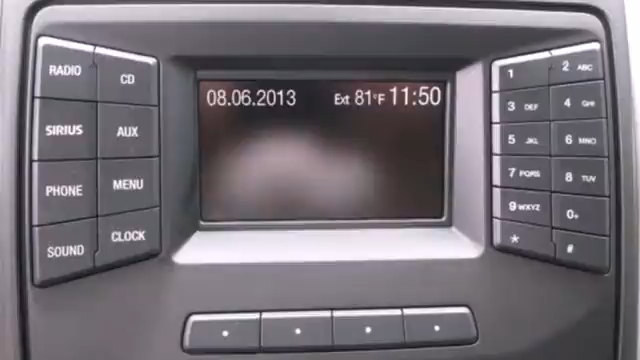 RADIO
CD
SIRIUS
AUX
PHONE
MENU
SOUND
CLOCK
08.06.2013 Ext 81°F 11:50
1
2 ABC
3 DEF
4 GHI
5 JKL
6 MNO
7 PQRS
8 TUV
9 WXYZ
0+
*
#